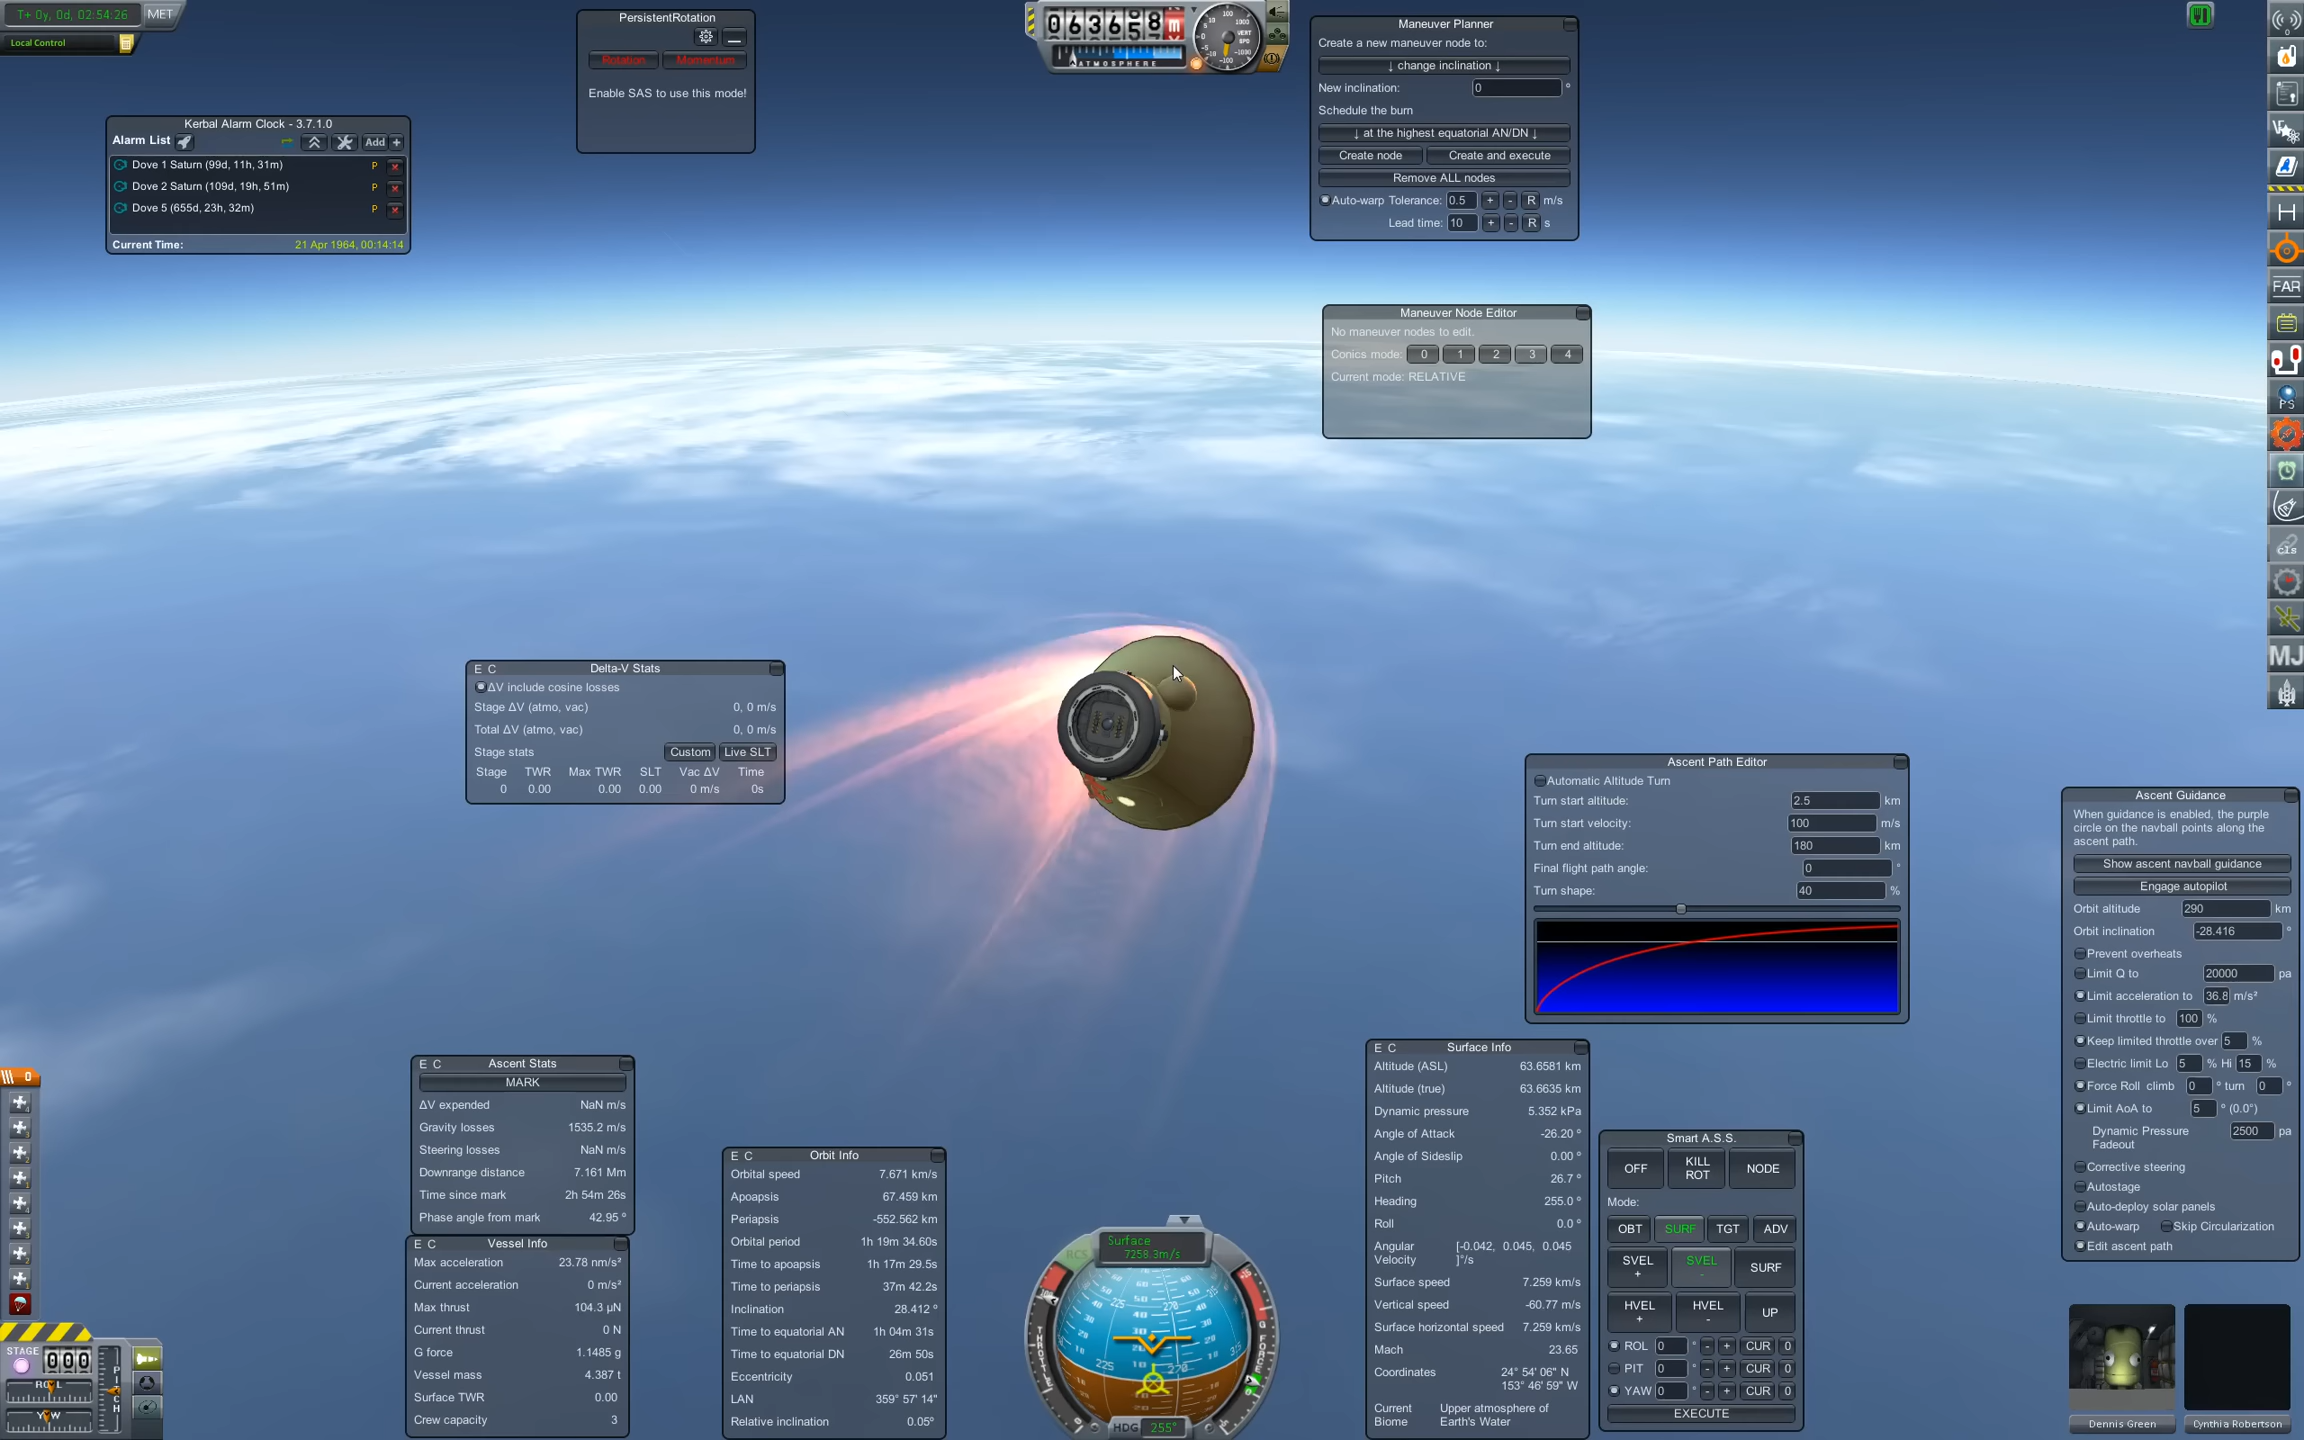 T+ 0y, 0d, 02:54:26 MET
Local Control
PersistentRotation
Rotation Momentum
Enable SAS to use this mode!
063658 m
ATMOSPHERE
Maneuver Planner
Create a new maneuver node to:
↓ change inclination ↓
New inclination: 0 °
Schedule the burn
↓ at the highest equatorial AN/DN ↓
Create node Create and execute
Remove ALL nodes
Auto-warp Tolerance: 0.5 + - R m/s
Lead time: 10 + - R s
Kerbal Alarm Clock - 3.7.1.0
Alarm List Add +
Dove 1 Saturn (99d, 11h, 31m) P
Dove 2 Saturn (109d, 19h, 51m) P
Dove 5 (655d, 23h, 32m) P
Current Time: 21 Apr 1964, 00:14:14
Maneuver Node Editor
No maneuver nodes to edit.
Conics mode: 0 1 2 3 4
Current mode: RELATIVE
FAR
PS
cls
MJ
E C Delta-V Stats
ΔV include cosine losses
Stage ΔV (atmo, vac) 0, 0 m/s
Total ΔV (atmo, vac) 0, 0 m/s
Stage stats Custom Live SLT
Stage TWR Max TWR SLT Vac ΔV Time
0 0.00 0.00 0.00 0 m/s 0s
Ascent Path Editor
Automatic Altitude Turn
Turn start altitude: 2.5 km
Turn start velocity: 100 m/s
Turn end altitude: 180 km
Final flight path angle: 0 °
Turn shape: 40 %
Ascent Guidance
When guidance is enabled, the purple
circle on the navball points along the
ascent path.
Show ascent navball guidance
Engage autopilot
Orbit altitude 290 km
Orbit inclination -28.416 °
Prevent overheats
Limit Q to 20000 pa
Limit acceleration to 36.8 m/s²
Limit throttle to 100 %
Keep limited throttle over 5 %
Electric limit Lo 5 % Hi 15 %
Force Roll climb 0 ° turn 0 °
Limit AoA to 5 ° (0.0°)
Dynamic Pressure
Fadeout 2500 pa
Corrective steering
Autostage
Auto-deploy solar panels
Auto-warp Skip Circularization
Edit ascent path
E C Ascent Stats
MARK
ΔV expended NaN m/s
Gravity losses 1535.2 m/s
Steering losses NaN m/s
Downrange distance 7.161 Mm
Time since mark 2h 54m 26s
Phase angle from mark 42.95 °
E C Vessel Info
Max acceleration 23.78 nm/s²
Current acceleration 0 m/s²
Max thrust 104.3 µN
Current thrust 0 N
G force 1.1485 g
Vessel mass 4.387 t
Surface TWR 0.00
Crew capacity 3
E C Orbit Info
Orbital speed 7.671 km/s
Apoapsis 67.459 km
Periapsis -552.562 km
Orbital period 1h 19m 34.60s
Time to apoapsis 1h 17m 29.5s
Time to periapsis 37m 42.2s
Inclination 28.412 °
Time to equatorial AN 1h 04m 31s
Time to equatorial DN 26m 50s
Eccentricity 0.051
LAN 359° 57' 14"
Relative inclination 0.05°
Surface
7258.3m/s
RCS
HDG 255°
E C Surface Info
Altitude (ASL) 63.6581 km
Altitude (true) 63.6635 km
Dynamic pressure 5.352 kPa
Angle of Attack -26.20 °
Angle of Sideslip 0.00 °
Pitch 26.7 °
Heading 255.0 °
Roll 0.0 °
Angular
Velocity [-0.042, 0.045, 0.045
]°/s
Surface speed 7.259 km/s
Vertical speed -60.77 m/s
Surface horizontal speed 7.259 km/s
Mach 23.65
Coordinates 24° 54' 06" N
153° 46' 59" W
Current
Biome Upper atmosphere of
Earth's Water
Smart A.S.S.
OFF KILL ROT NODE
Mode:
OBT SURF TGT ADV
SVEL + SVEL - SURF
HVEL + HVEL - UP
ROL 0 ° - + CUR 0
PIT 0 ° - + CUR 0
YAW 0 ° - + CUR 0
EXECUTE
0
STAGE 000
ROLL
YAW
PITCH
Dennis Green Cynthia Robertson